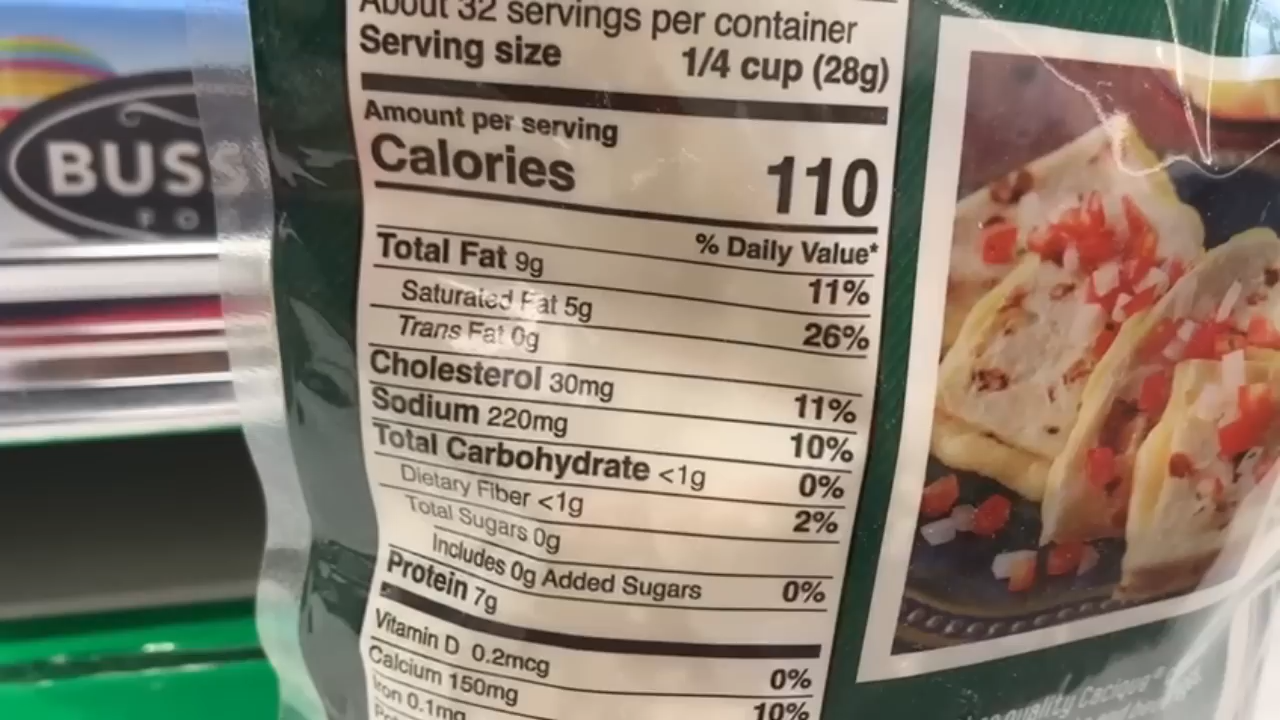 About 32 servings per container
Serving size 1/4 cup (28g)
Amount per serving
Calories 110
% Daily Value*
Total Fat 9g 11%
Saturated Fat 5g 26%
Trans Fat 0g
Cholesterol 30mg 11%
Sodium 220mg 10%
Total Carbohydrate <1g 0%
Dietary Fiber <1g 2%
Total Sugars 0g
Includes 0g Added Sugars 0%
Protein 7g
Vitamin D 0.2mcg 0%
Calcium 150mg 10%
Iron 0.1mg
BUSS
quality Cacique®